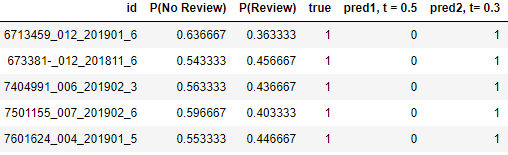 id P(No Review) P(Review) true pred1, t = 0.5 pred2, t= 0.3
6713459_012_201901_6 0.636667 0.363333 1 0 1
673381-_012_201811_6 0.543333 0.456667 1 0 1
7404991_006_201902_3 0.563333 0.436667 1 0 1
7501155_007_201902_6 0.596667 0.403333 1 0 1
7601624_004_201901_5 0.553333 0.446667 1 0 1